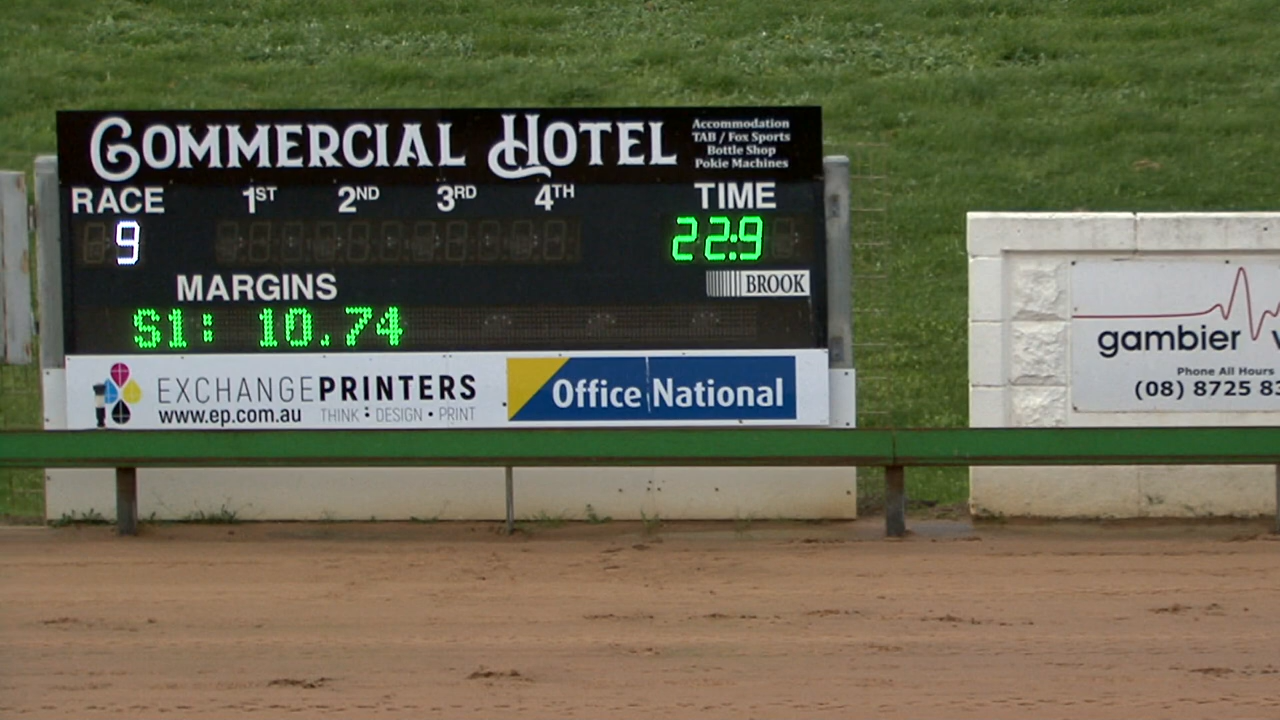 COMMERCIAL HOTEL
Accommodation
TAB / Fox Sports
Bottle Shop
Pokie Machines
RACE 1ST 2ND 3RD 4TH TIME
9 22:9
MARGINS BROOK
S1: 10.74
EXCHANGEPRINTERS
www.ep.com.au THINK : DESIGN • PRINT
Office National
gambier
Phone All Hours
(08) 8725